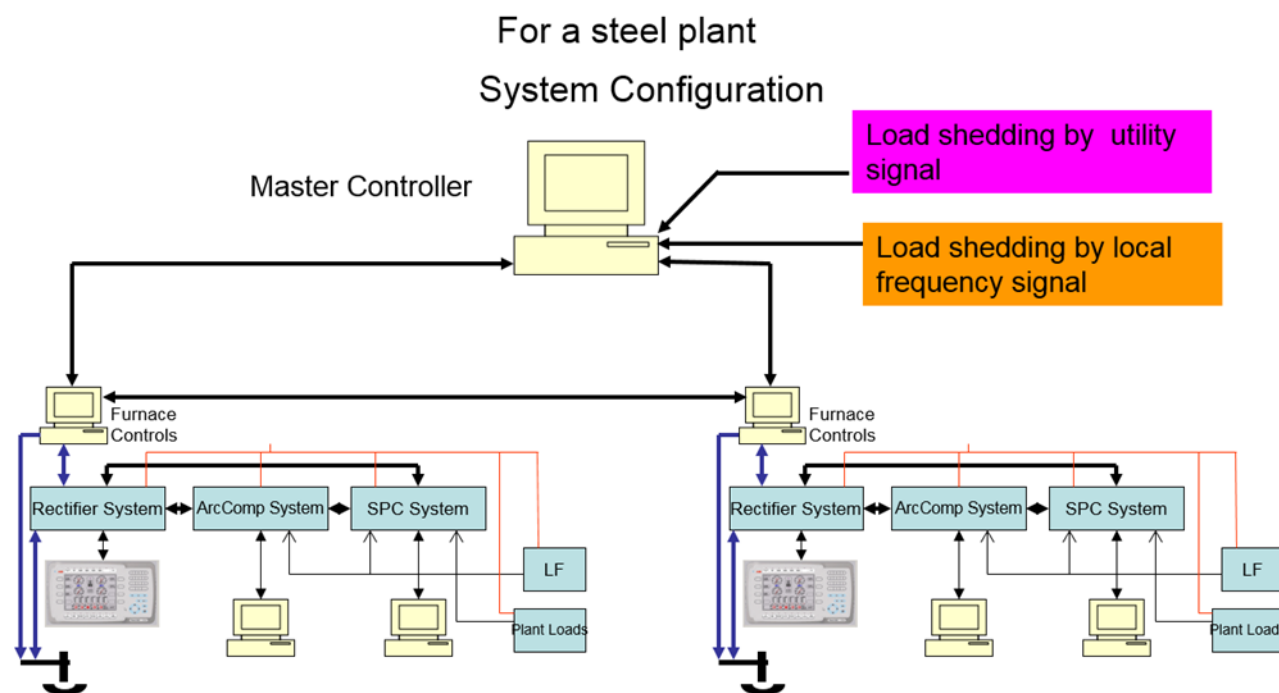 For a steel plant
System Configuration
Load shedding by utility
signal
Master Controller
Load shedding by local
frequency signal
Furnace
Controls
Furnace
Controls
Rectifier System
ArcComp System
SPC System
Rectifier System
ArcComp System
SPC System
LF
LF
Plant Loads
Plant Load